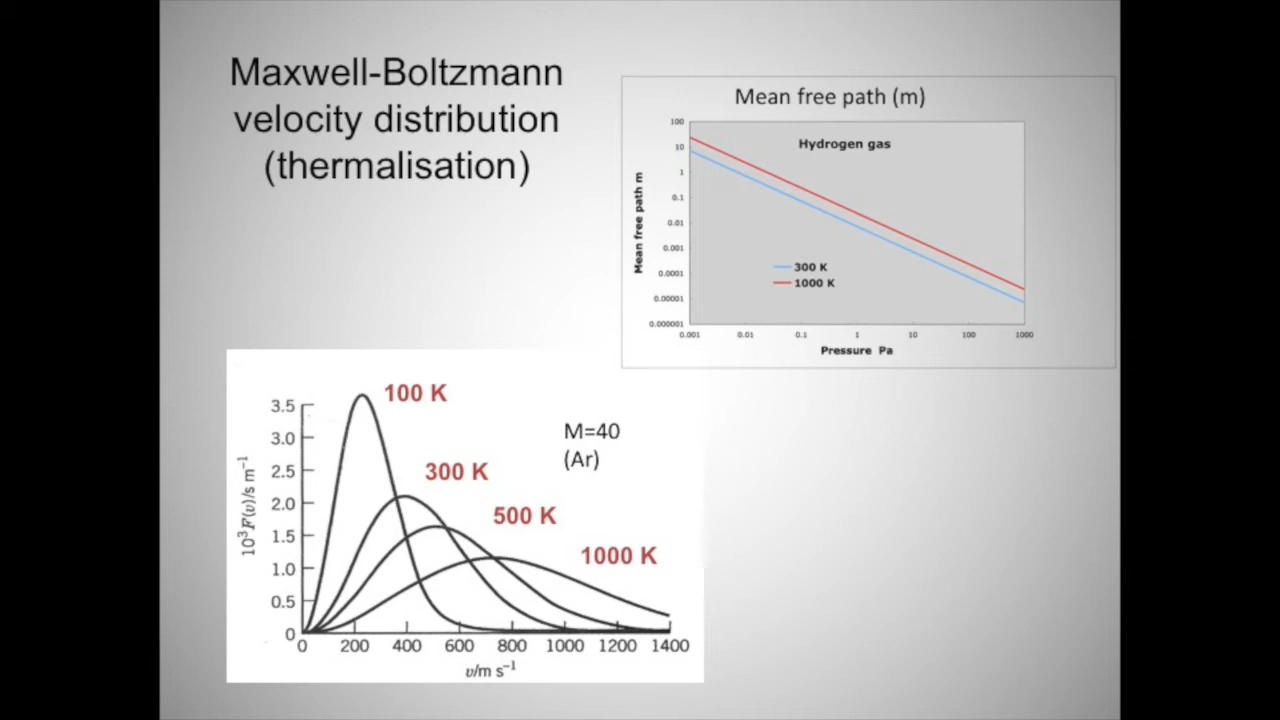 Maxwell-Boltzmann
velocity distribution
(thermalisation)
Mean free path (m)
Hydrogen gas
Mean free path m
100
10
1
0.1
0.01
0.001
0.0001
0.00001
0.000001
300 K
1000 K
0.001 0.01 0.1 1 10 100 1000
Pressure Pa
100 K
300 K
500 K
1000 K
M=40
(Ar)
10³F(υ)/s m⁻¹
3.5
3.0
2.5
2.0
1.5
1.0
0.5
0
0 200 400 600 800 1000 1200 1400
υ/m s⁻¹